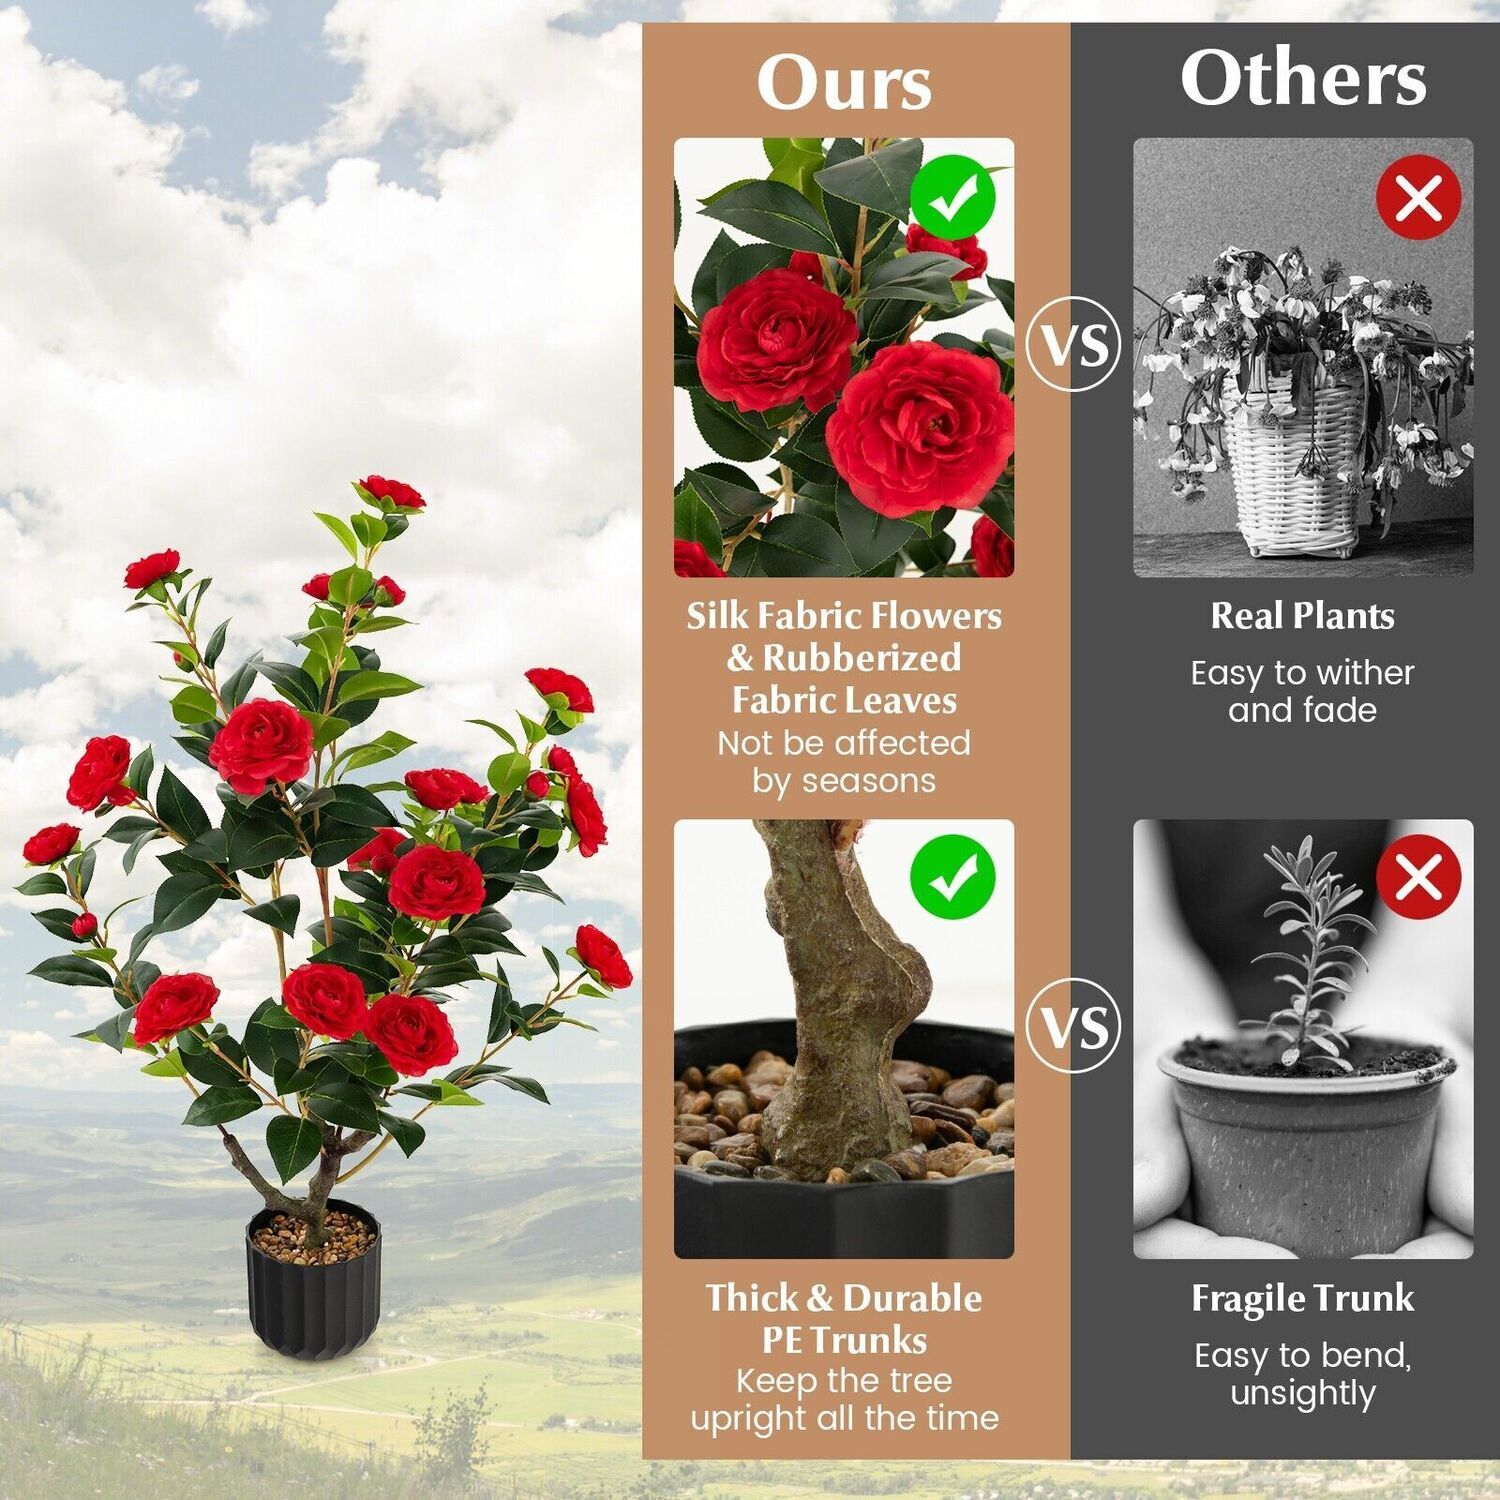 Ours
Others
VS
Silk Fabric Flowers
& Rubberized
Fabric Leaves
Not be affected
by seasons
Real Plants
Easy to wither
and fade
VS
Thick & Durable
PE Trunks
Keep the tree
upright all the time
Fragile Trunk
Easy to bend,
unsightly